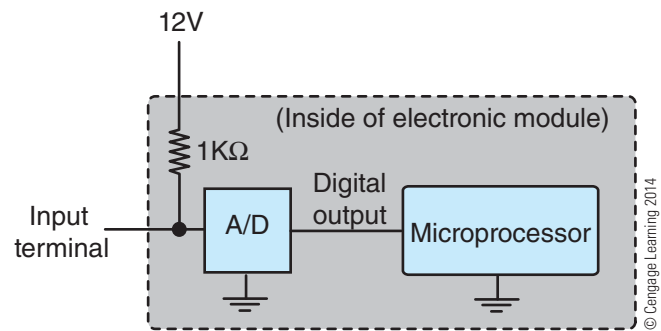 12V
(Inside of electronic module)
1KΩ
Input
terminal
A/D
Digital
output
Microprocessor
© Cengage Learning 2014